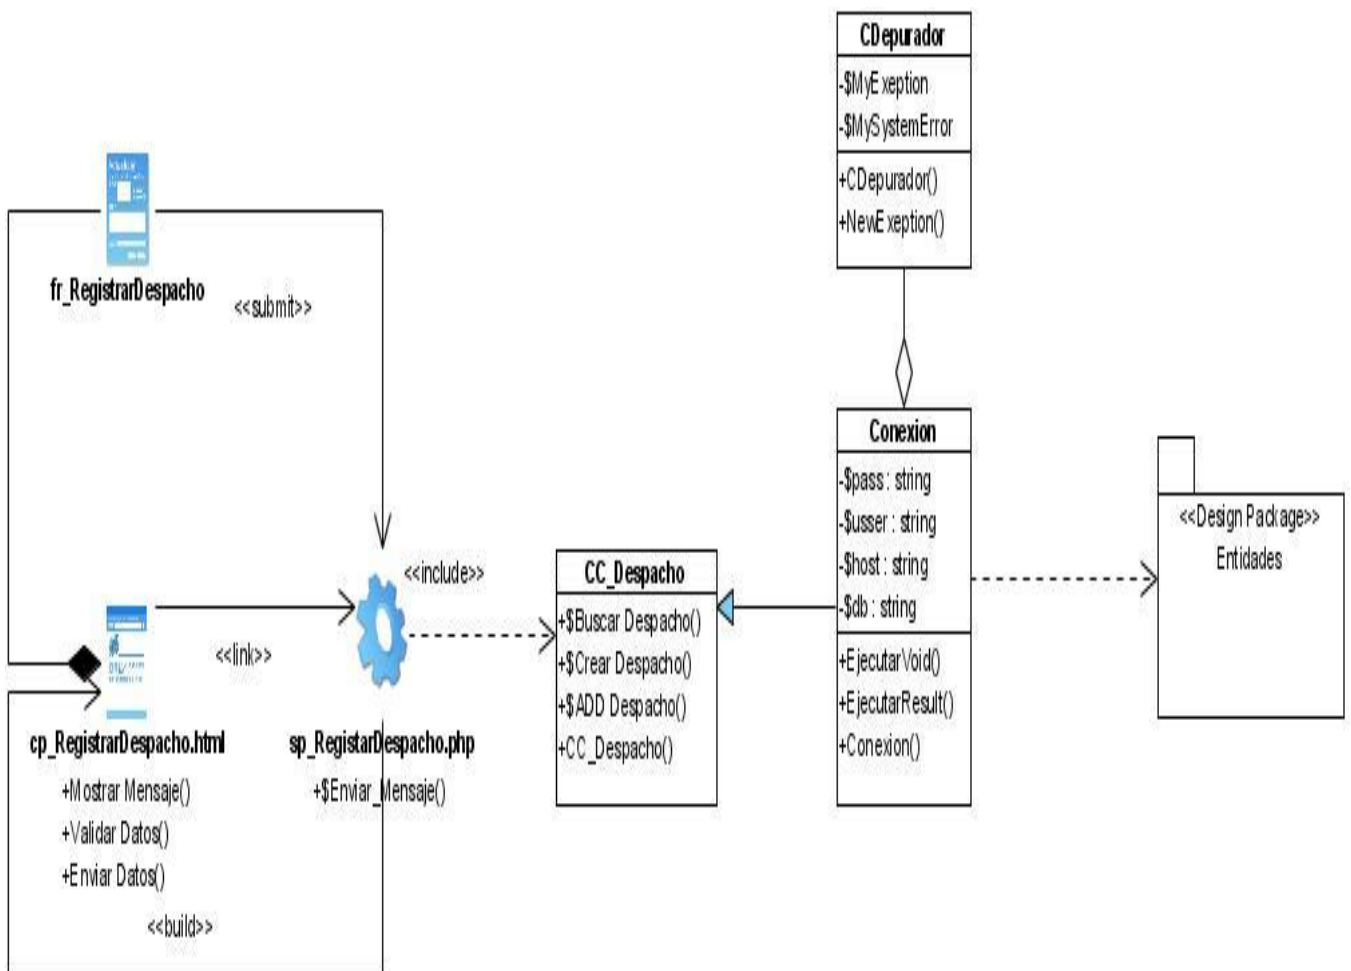 CDepurador
-$MyExeption
-$MySystemError
+CDepurador()
+NewExeption()
fr_RegistrarDespacho
<<submit>>
Conexion
-$pass : string
-$usser : string
-$host : string
-$db : string
+EjecutarVoid()
+EjecutarResult()
+Conexion()
<<Design Package>>
Entidades
<<include>>
CC_Despacho
+$Buscar Despacho()
+$Crear Despacho()
+$ADD Despacho()
+CC_Despacho()
<<link>>
cp_RegistrarDespacho.html
+Mostrar Mensaje()
+Validar Datos()
+Enviar Datos()
sp_RegistarDespacho.php
+$Enviar_Mensaje()
<<build>>